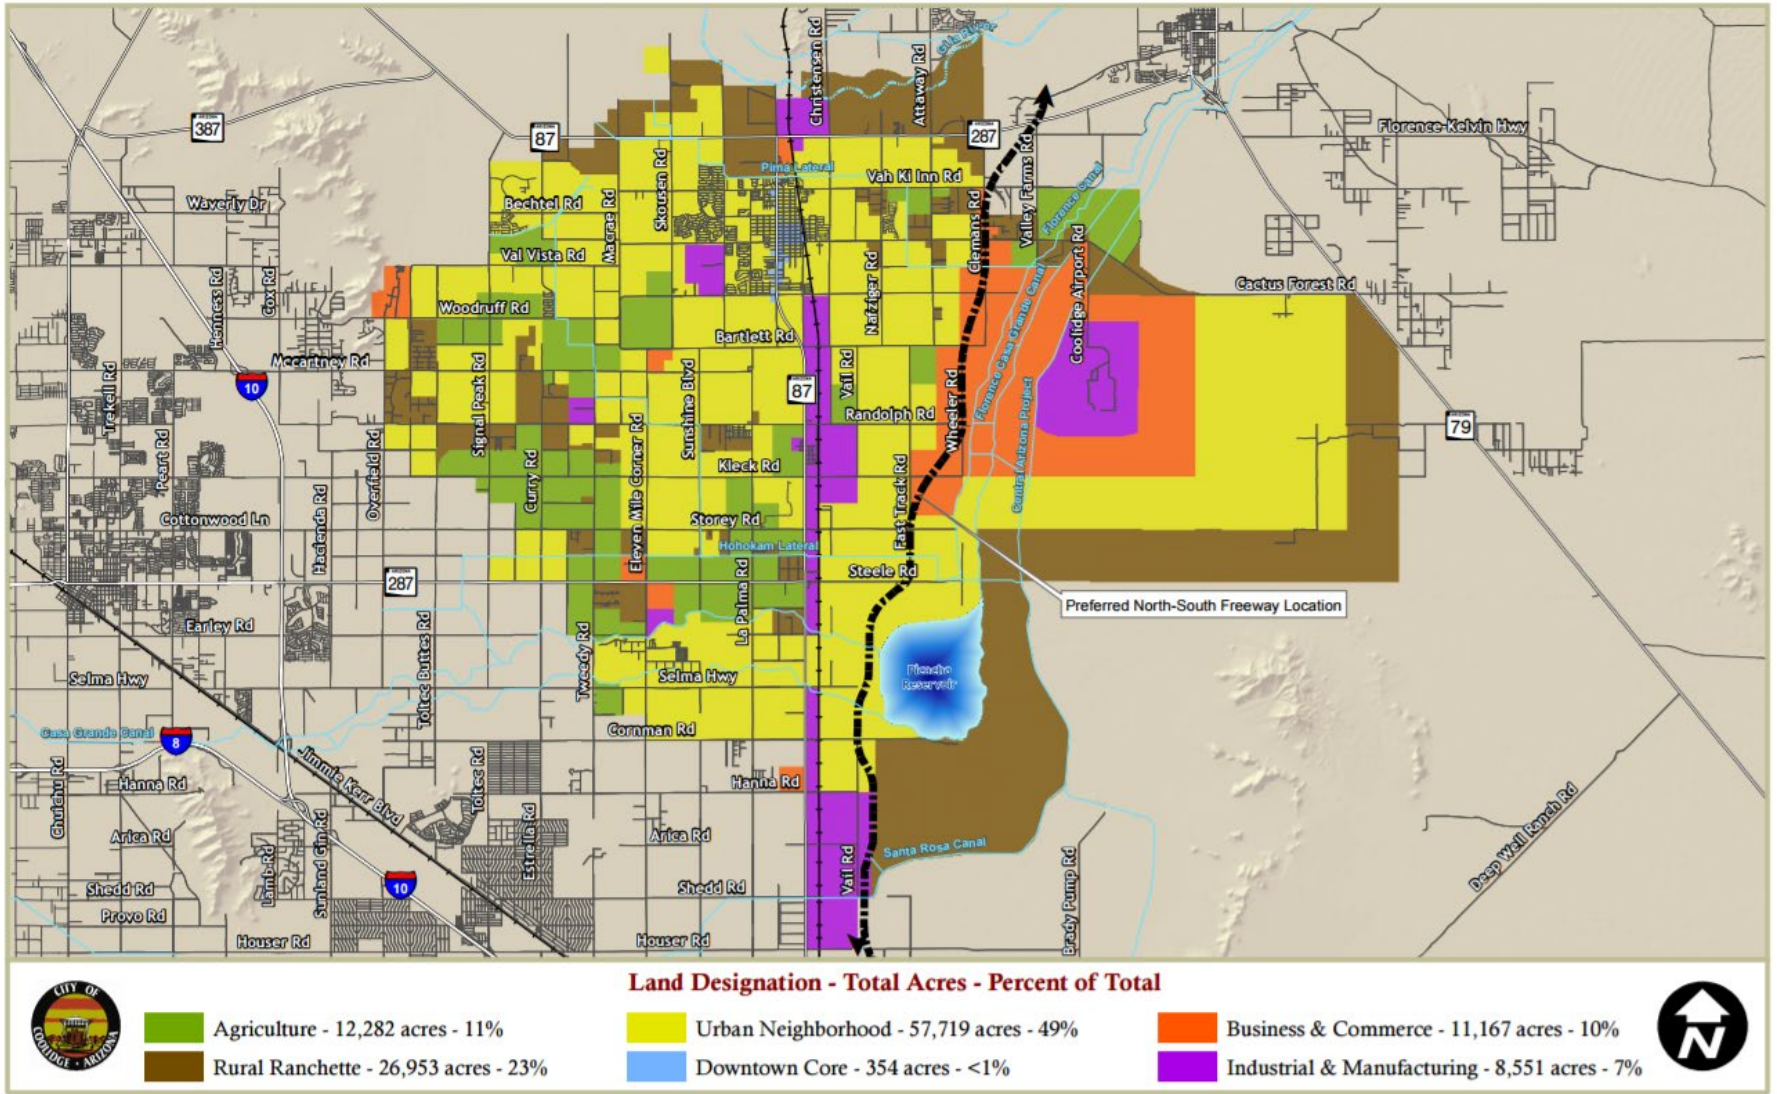 Christensen Rd
Attaway Rd
Gila River
387
87
287
Florence-Kelvin Hwy
Pima Lateral
Vah Ki Inn Rd
Skousen Rd
Valley Farms Rd
Florence Canal
Waverly Dr
Bechtel Rd
Macrae Rd
Clemans Rd
Val Vista Rd
Coolidge Airport Rd
Henness Rd
Cox Rd
Nafziger Rd
Cactus Forest Rd
Woodruff Rd
Florence Casa Grande Canal
Bartlett Rd
Mccartney Rd
10
Trekell Rd
Signal Peak Rd
Sunshine Blvd
87
Vail Rd
Wheeler Rd
Randolph Rd
79
Peart Rd
Overfield Rd
Curry Rd
Eleven Mile Corner Rd
Kleck Rd
Central Arizona Project
Cottonwood Ln
Hacienda Rd
Storey Rd
Fast Track Rd
Hohokam Lateral
287
Steele Rd
La Palma Rd
Preferred North-South Freeway Location
Earley Rd
Toltec Buttes Rd
Tweedy Rd
Picacho
Reservoir
Selma Hwy
Selma Hwy
Casa Grande Canal
8
Cornman Rd
Jimmie Kerr Blvd
Chuichu Rd
Hanna Rd
Toltec Rd
Hanna Rd
Arica Rd
Sunland Gin Rd
Estrella Rd
Arica Rd
Santa Rosa Canal
Deep Well Ranch Rd
Lamb Rd
Vail Rd
Brady Pump Rd
Shedd Rd
10
Shedd Rd
Provo Rd
Houser Rd
Houser Rd
Land Designation - Total Acres - Percent of Total
CITY OF
COOLIDGE • ARIZONA
Agriculture - 12,282 acres - 11%
Urban Neighborhood - 57,719 acres - 49%
Business & Commerce - 11,167 acres - 10%
Rural Ranchette - 26,953 acres - 23%
Downtown Core - 354 acres - <1%
Industrial & Manufacturing - 8,551 acres - 7%
N